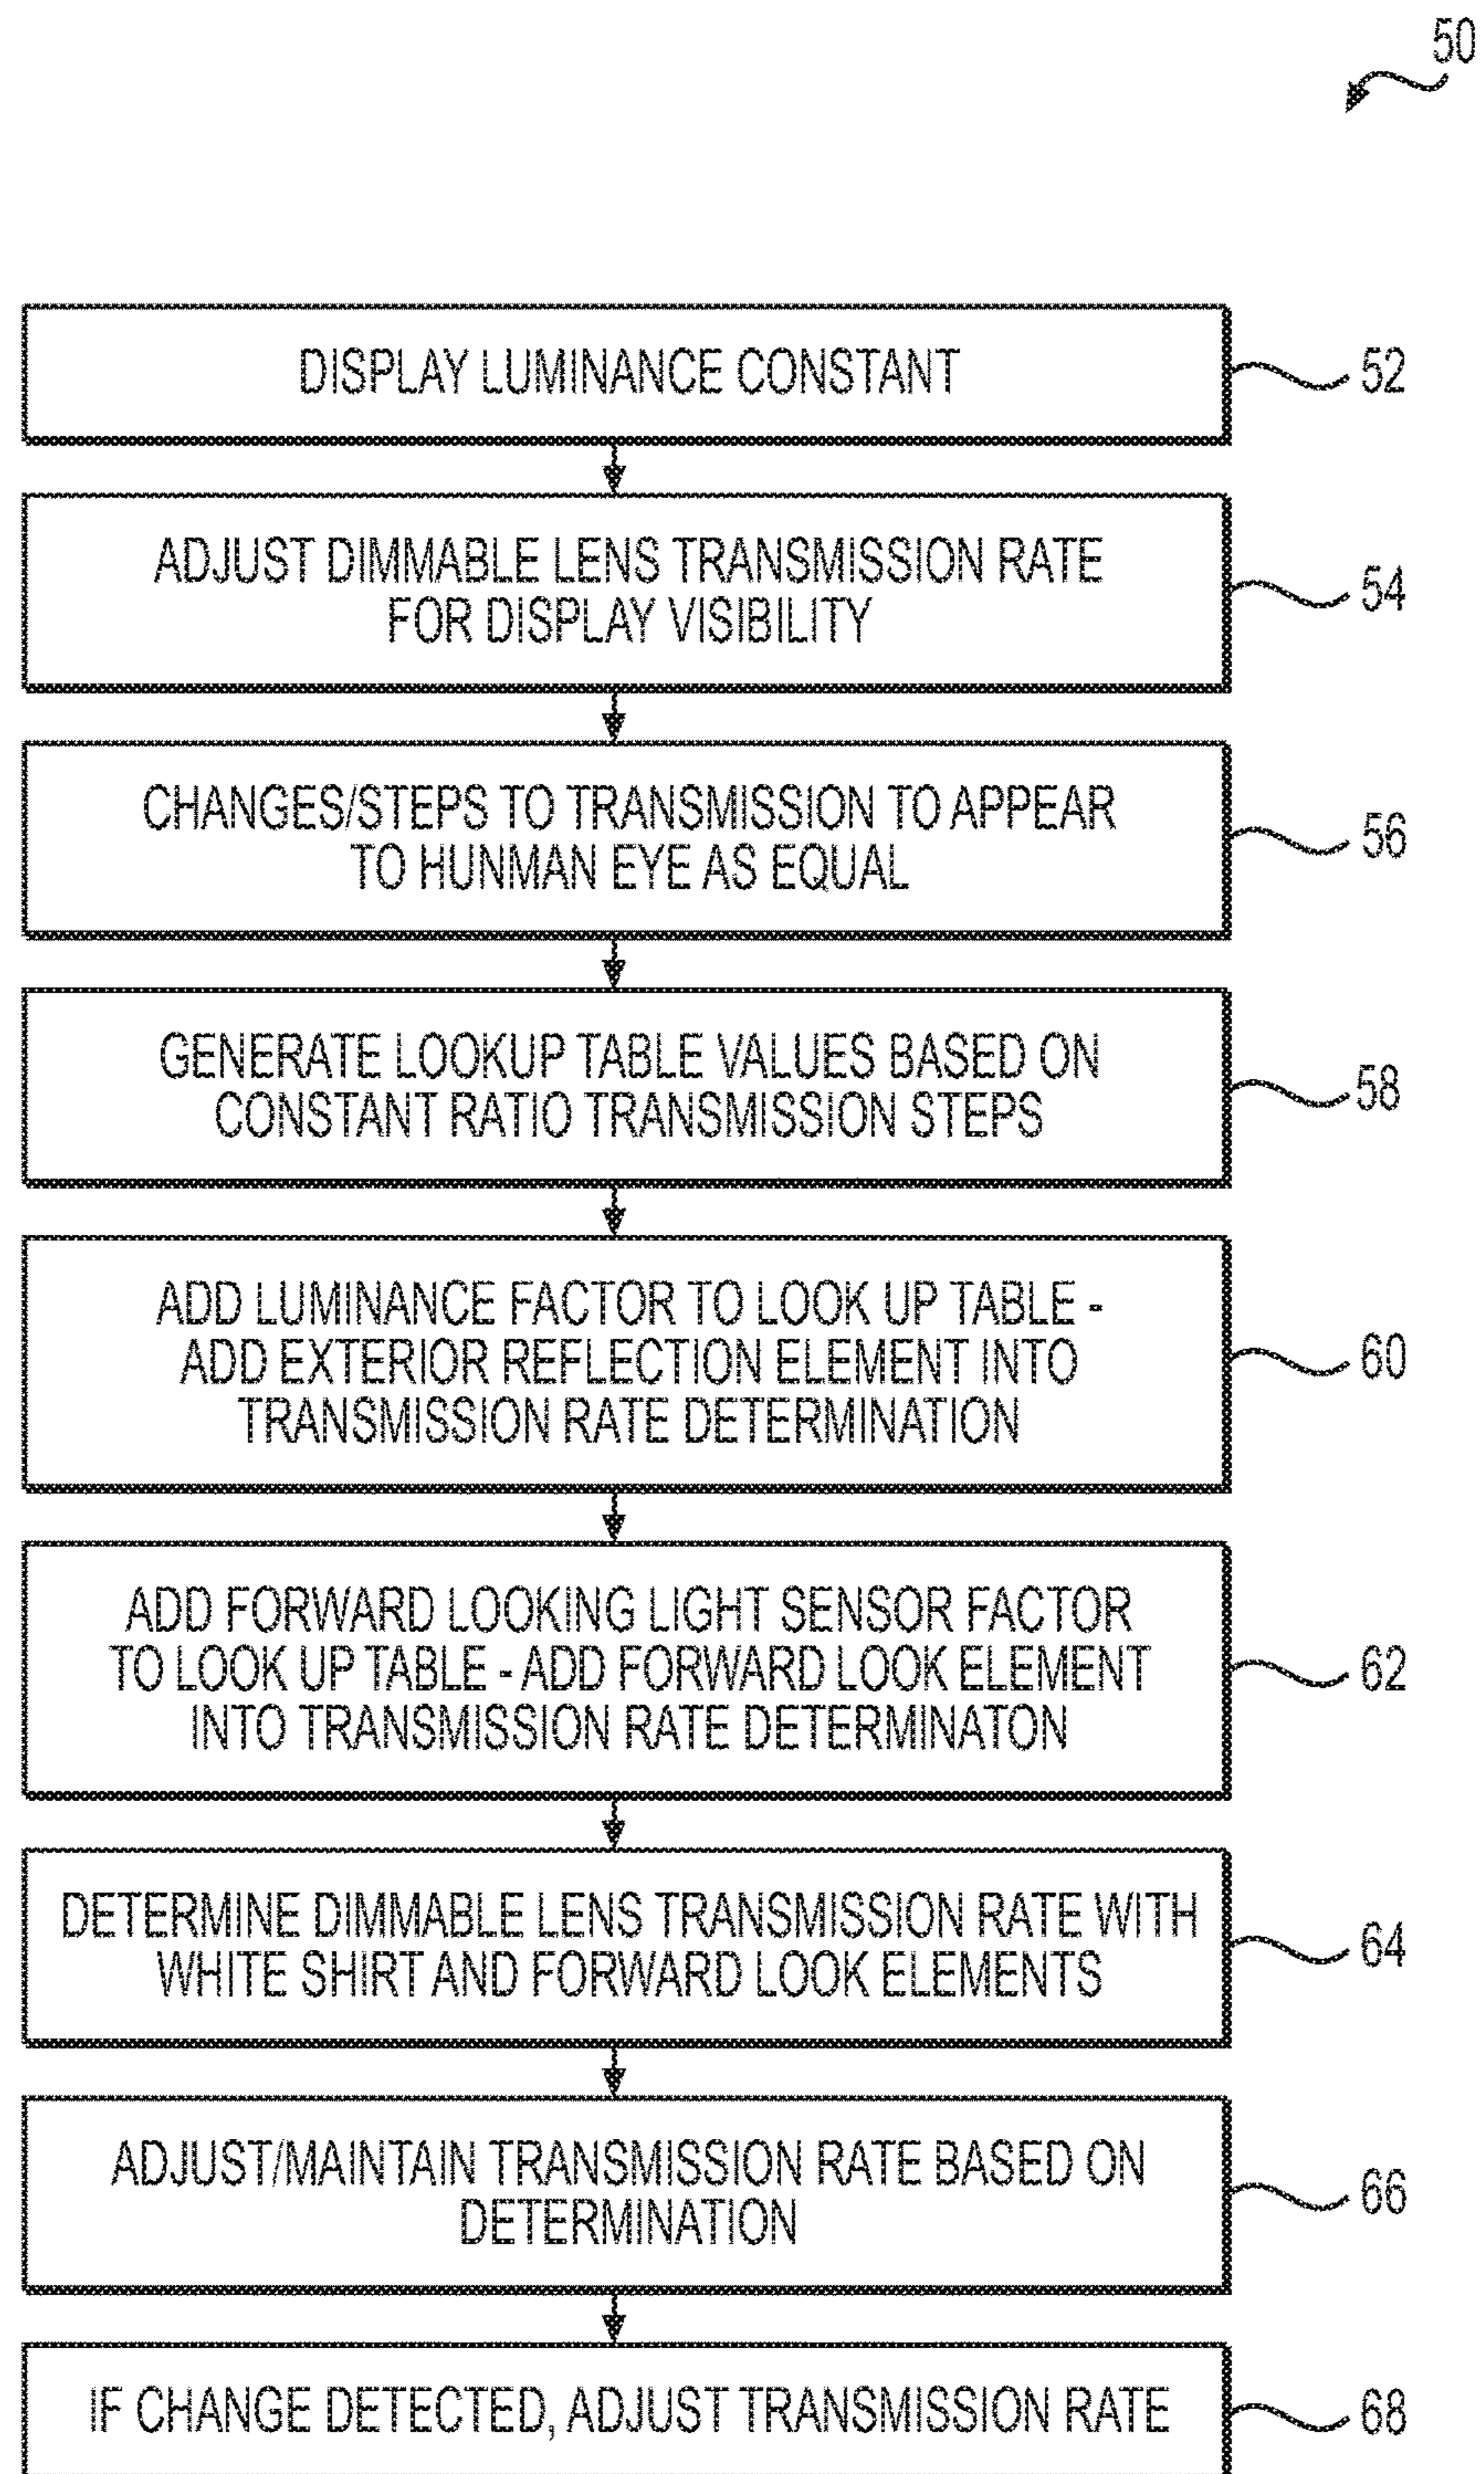 50
DISPLAY LUMINANCE CONSTANT
52
ADJUST DIMMABLE LENS TRANSMISSION RATE
FOR DISPLAY VISIBILITY
54
CHANGES/STEPS TO TRANSMISSION TO APPEAR
TO HUNMAN EYE AS EQUAL
56
GENERATE LOOKUP TABLE VALUES BASED ON
CONSTANT RATIO TRANSMISSION STEPS
58
ADD LUMINANCE FACTOR TO LOOK UP TABLE -
ADD EXTERIOR REFLECTION ELEMENT INTO
TRANSMISSION RATE DETERMINATION
60
ADD FORWARD LOOKING LIGHT SENSOR FACTOR
TO LOOK UP TABLE - ADD FORWARD LOOK ELEMENT
INTO TRANSMISSION RATE DETERMINATON
62
DETERMINE DIMMABLE LENS TRANSMISSION RATE WITH
WHITE SHIRT AND FORWARD LOOK ELEMENTS
64
ADJUST/MAINTAIN TRANSMISSION RATE BASED ON
DETERMINATION
66
IF CHANGE DETECTED, ADJUST TRANSMISSION RATE
68